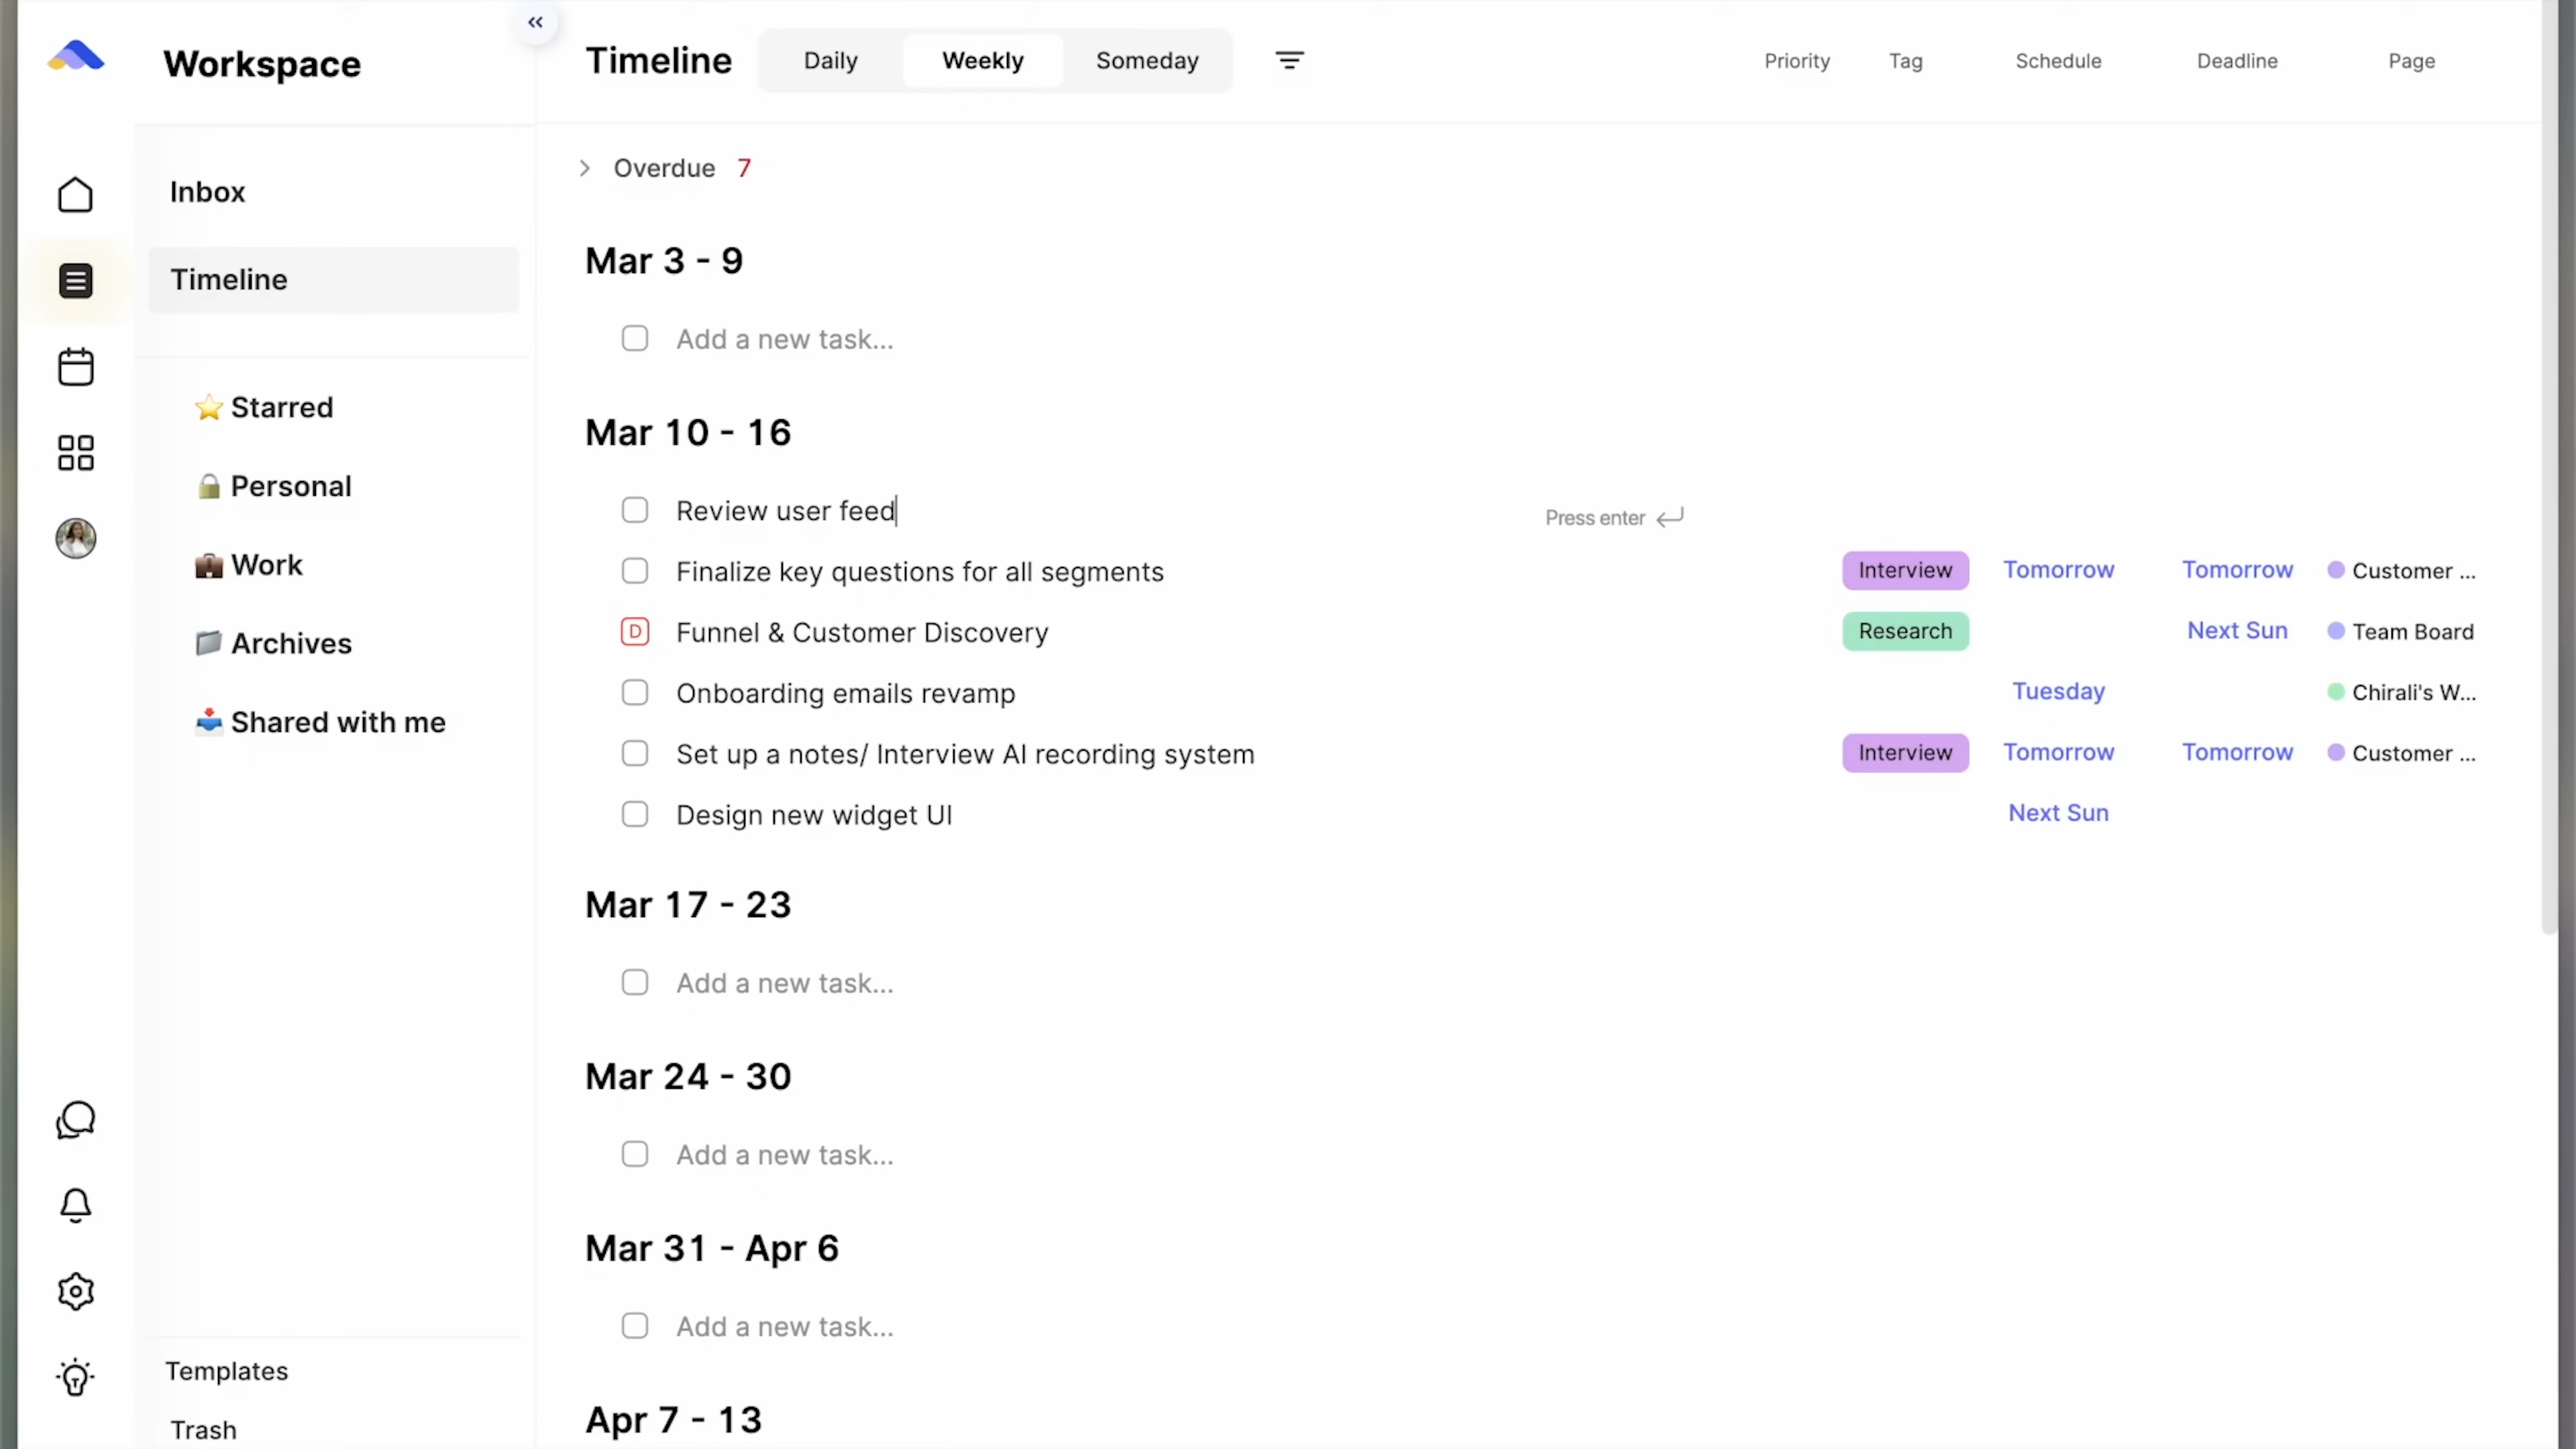 «
Workspace
Timeline Daily Weekly Someday Priority Tag Schedule Deadline Page
Inbox
Timeline
⭐ Starred
🔒 Personal
💼 Work
📁 Archives
📥 Shared with me
Templates
Trash
Overdue 7
Mar 3 - 9
Add a new task...
Mar 10 - 16
Review user feed Press enter
Finalize key questions for all segments Interview Tomorrow Tomorrow Customer ...
D Funnel & Customer Discovery Research Next Sun Team Board
Onboarding emails revamp Tuesday Chirali's W...
Set up a notes/ Interview AI recording system Interview Tomorrow Tomorrow Customer ...
Design new widget UI Next Sun
Mar 17 - 23
Add a new task...
Mar 24 - 30
Add a new task...
Mar 31 - Apr 6
Add a new task...
Apr 7 - 13